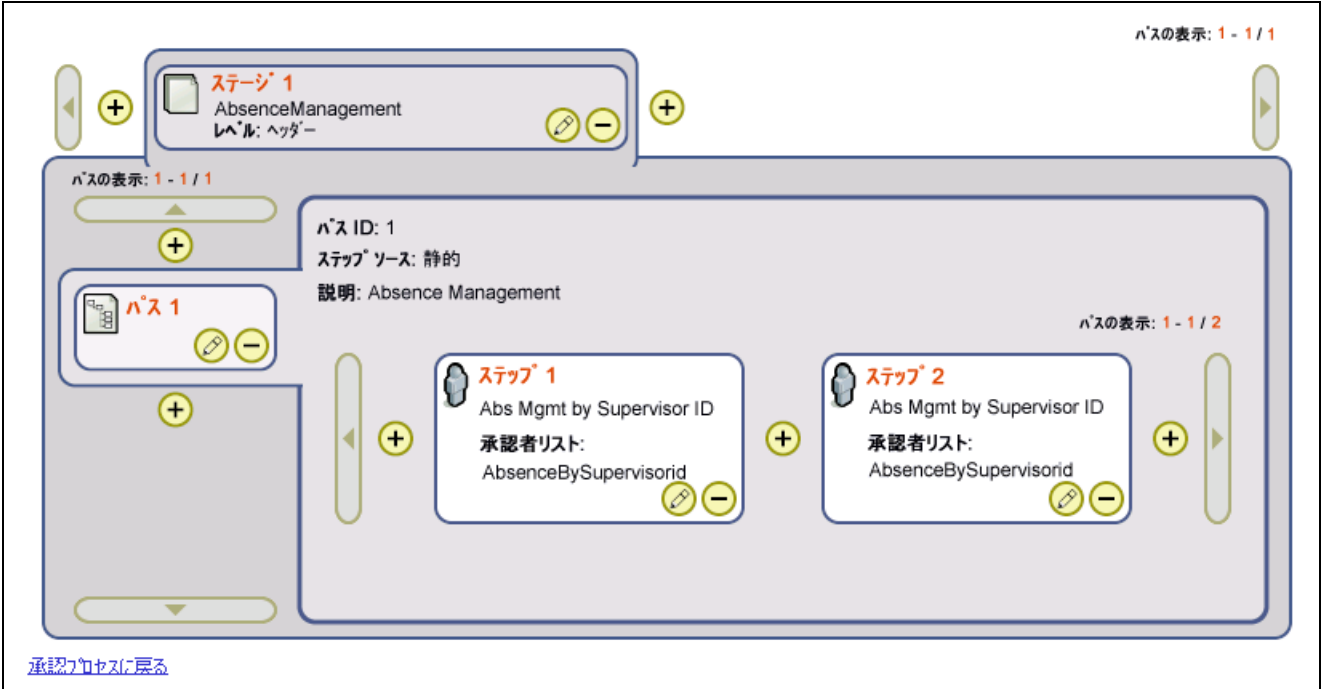 パスの表示: 1 - 1 / 1
ステージ 1
AbsenceManagement
レベル: ヘッダー
パスの表示: 1 - 1 / 1
パス ID: 1
ステップ ソース: 静的
説明: Absence Management
パス 1
パスの表示: 1 - 1 / 2
ステップ 1
Abs Mgmt by Supervisor ID
承認者リスト:
AbsenceBySupervisorid
ステップ 2
Abs Mgmt by Supervisor ID
承認者リスト:
AbsenceBySupervisorid
承認プロセスに戻る